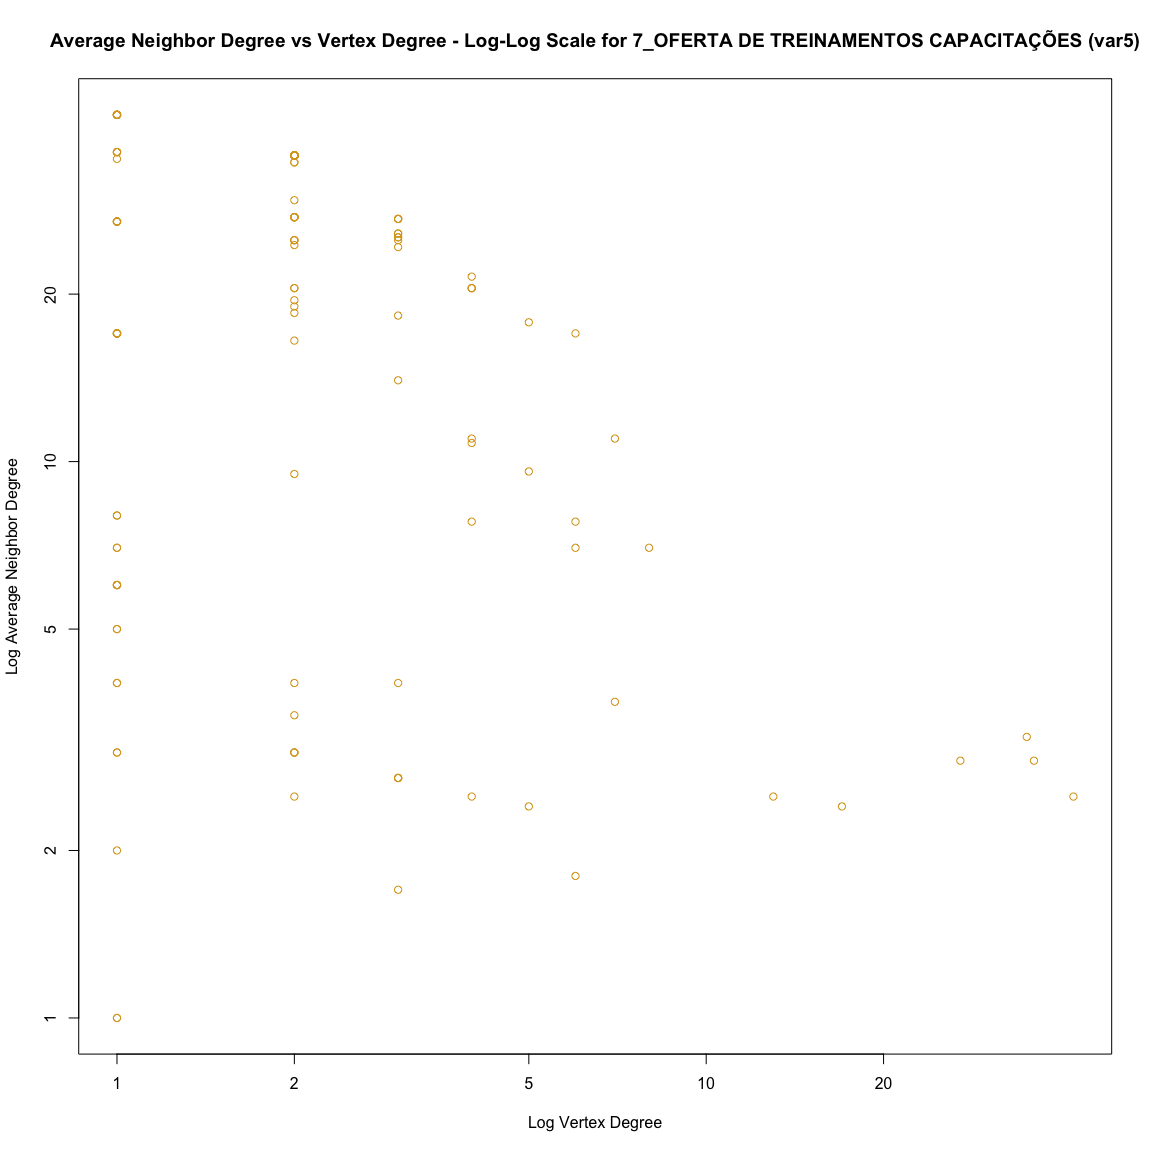 Average Neighbor Degree vs Vertex Degree - Log-Log Scale for 7_OFERTA DE TREINAMENTOS CAPACITAÇÕES (var5)
Log Average Neighbor Degree
20
10
5
2
1
1 2 5 10 20
Log Vertex Degree